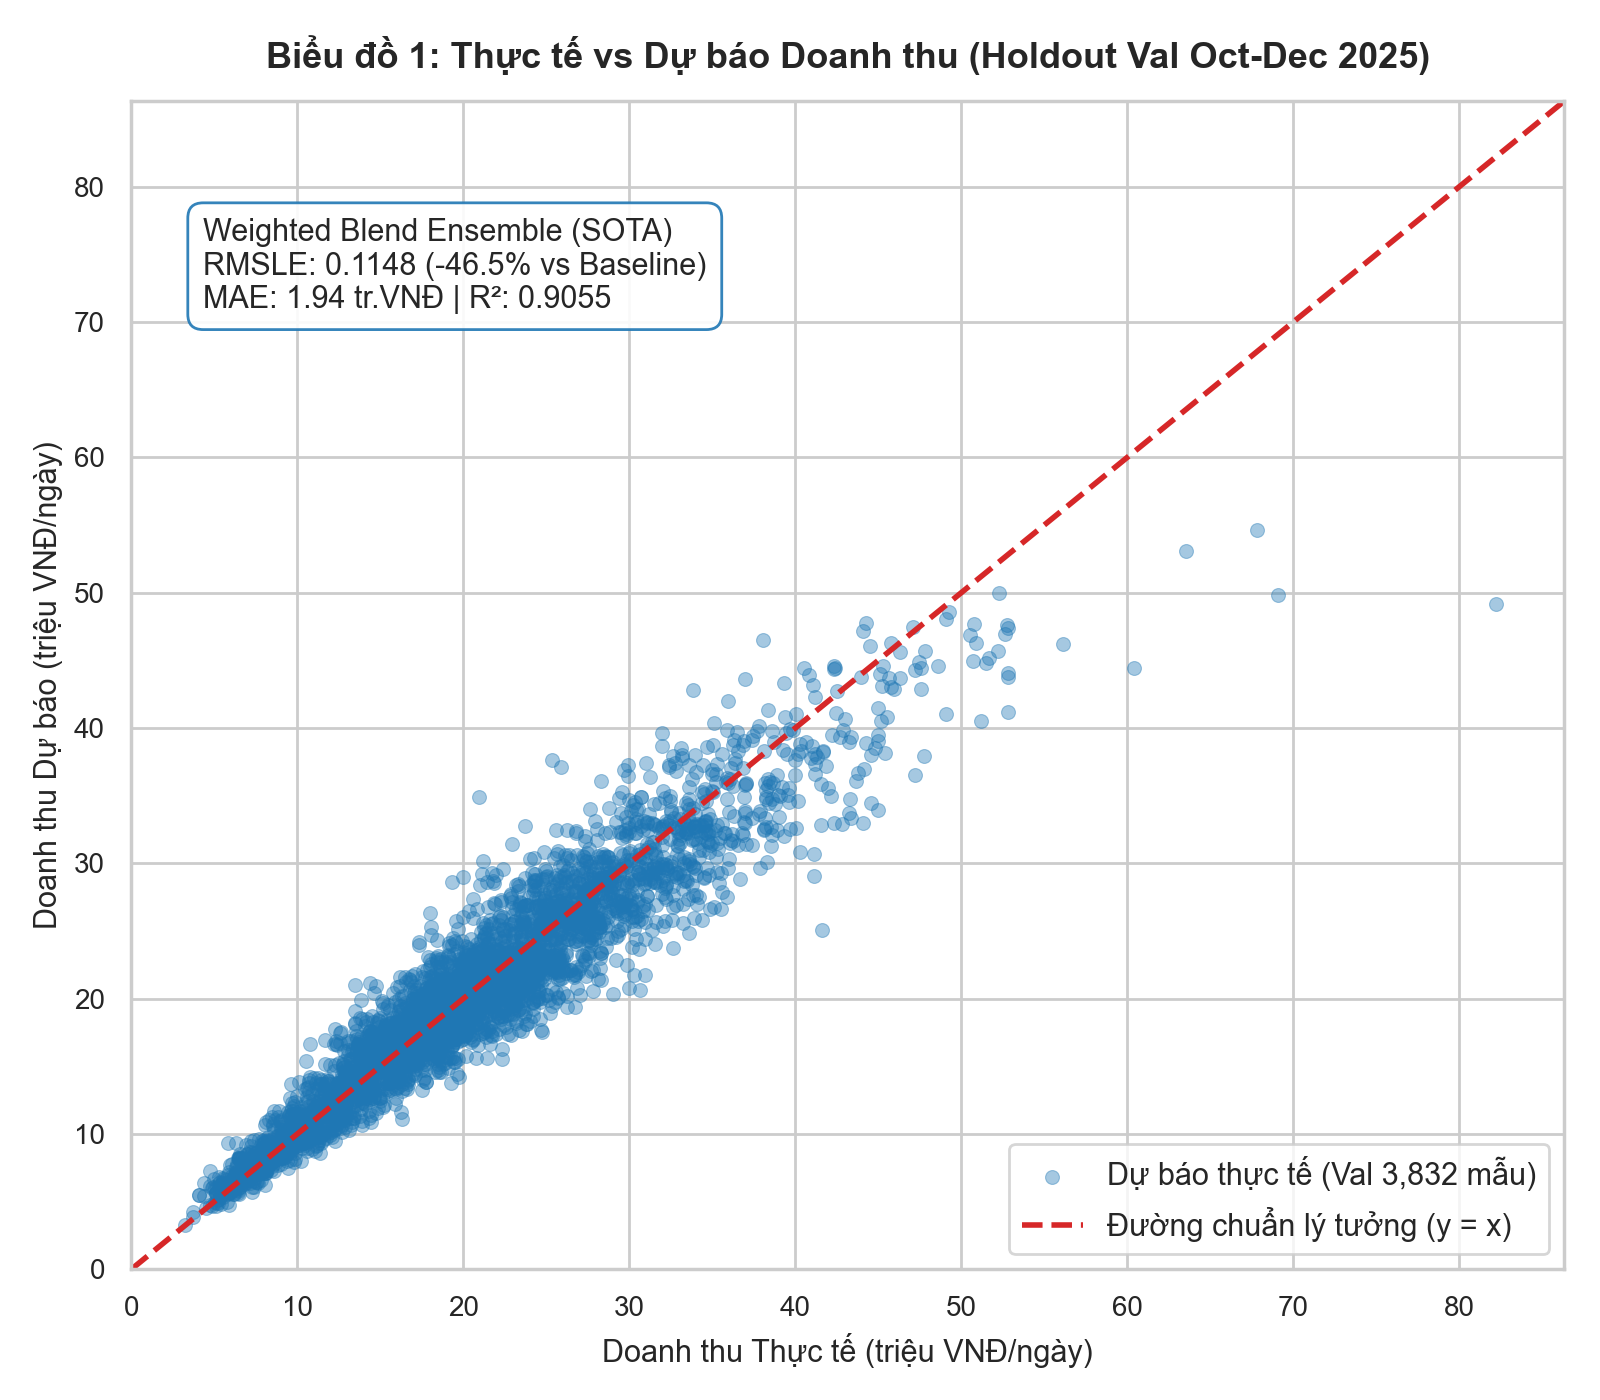 Biểu đồ 1: Thực tế vs Dự báo Doanh thu (Holdout Val Oct-Dec 2025)
Weighted Blend Ensemble (SOTA)
RMSLE: 0.1148 (-46.5% vs Baseline)
MAE: 1.94 tr.VNĐ | R²: 0.9055
Doanh thu Dự báo (triệu VNĐ/ngày)
80
70
60
50
40
30
20
10
0
Dự báo thực tế (Val 3,832 mẫu)
Đường chuẩn lý tưởng (y = x)
0 10 20 30 40 50 60 70 80
Doanh thu Thực tế (triệu VNĐ/ngày)